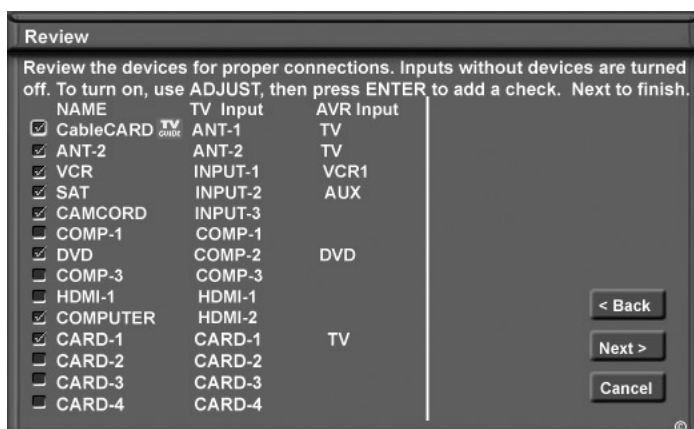 Review
Review the devices for proper connections. Inputs without devices are turned
off. To turn on, use ADJUST, then press ENTER to add a check. Next to finish.
NAME TV Input AVR Input
CableCARD TV GUIDE ANT-1 TV
ANT-2 ANT-2 TV
VCR INPUT-1 VCR1
SAT INPUT-2 AUX
CAMCORD INPUT-3
COMP-1 COMP-1
DVD COMP-2 DVD
COMP-3 COMP-3
HDMI-1 HDMI-1
COMPUTER HDMI-2
CARD-1 CARD-1 TV
CARD-2 CARD-2
CARD-3 CARD-3
CARD-4 CARD-4
< Back
Next >
Cancel
©